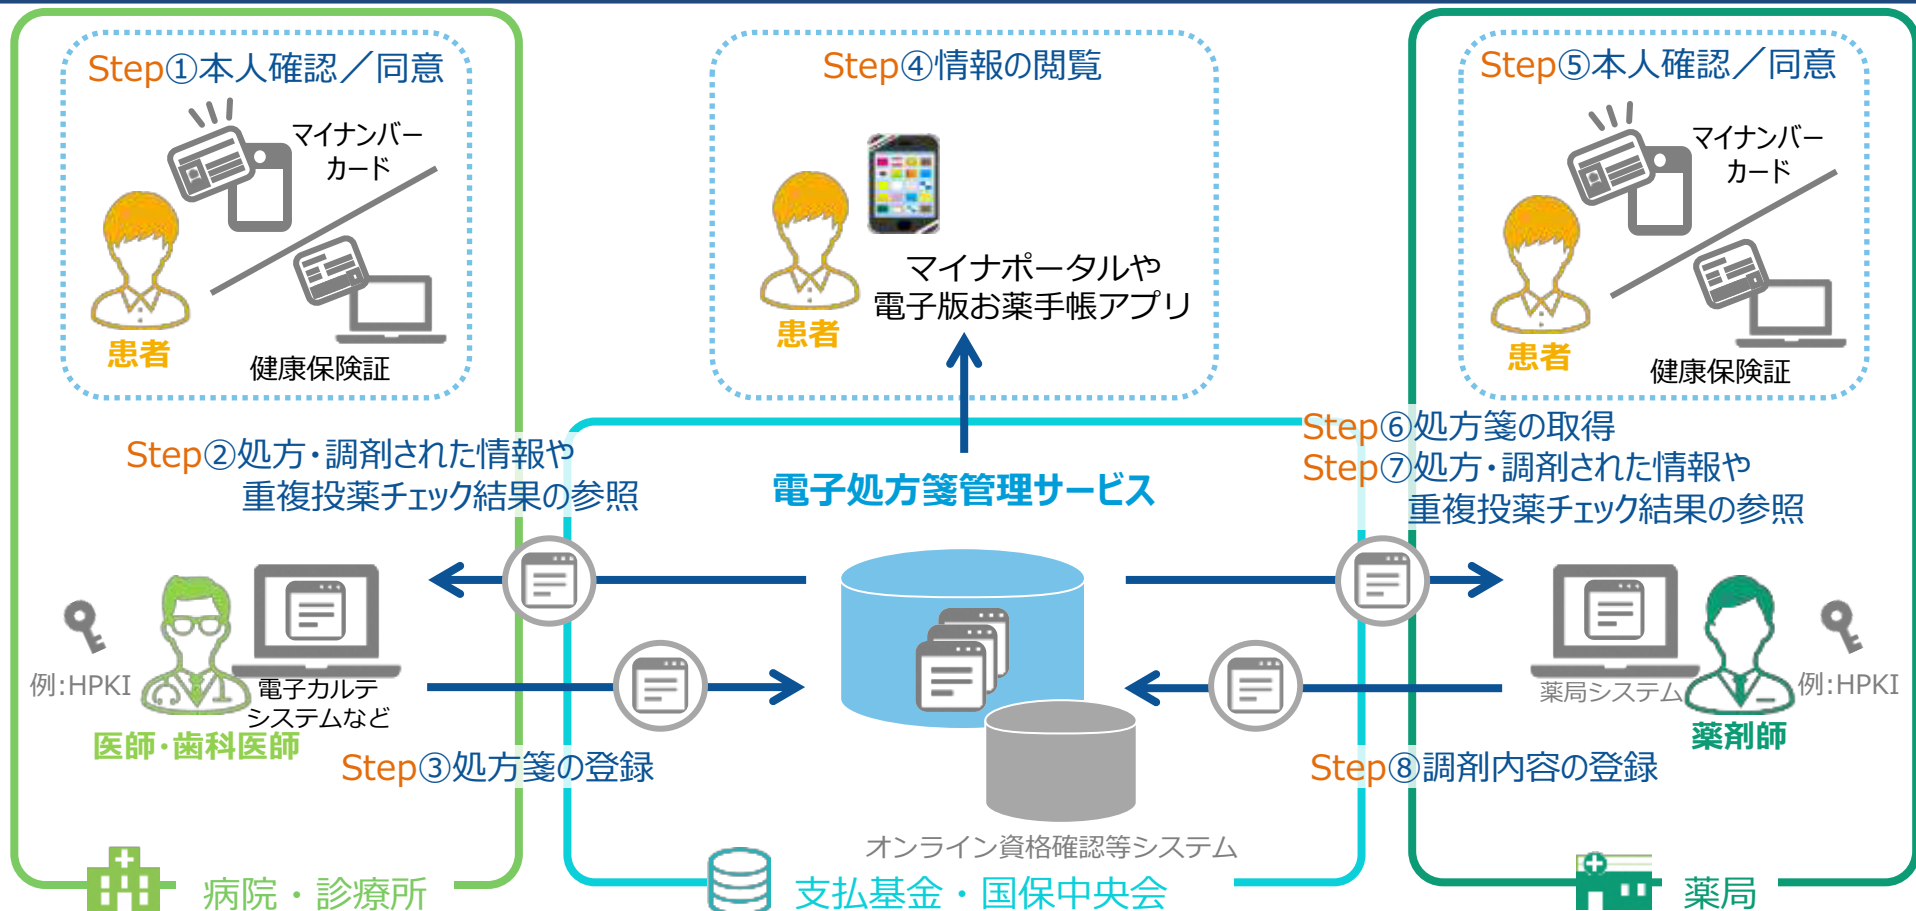 Step①本人確認／同意
マイナンバー
カード
患者
健康保険証
Step④情報の閲覧
マイナポータルや
電子版お薬手帳アプリ
患者
Step⑤本人確認／同意
マイナンバー
カード
患者
健康保険証
Step②処方・調剤された情報や
重複投薬チェック結果の参照
電子処方箋管理サービス
Step⑥処方箋の取得
Step⑦処方・調剤された情報や
重複投薬チェック結果の参照
例:HPKI
電子カルテ
システムなど
医師・歯科医師
Step③処方箋の登録
薬局システム
例:HPKI
薬剤師
Step⑧調剤内容の登録
オンライン資格確認等システム
病院・診療所
支払基金・国保中央会
薬局